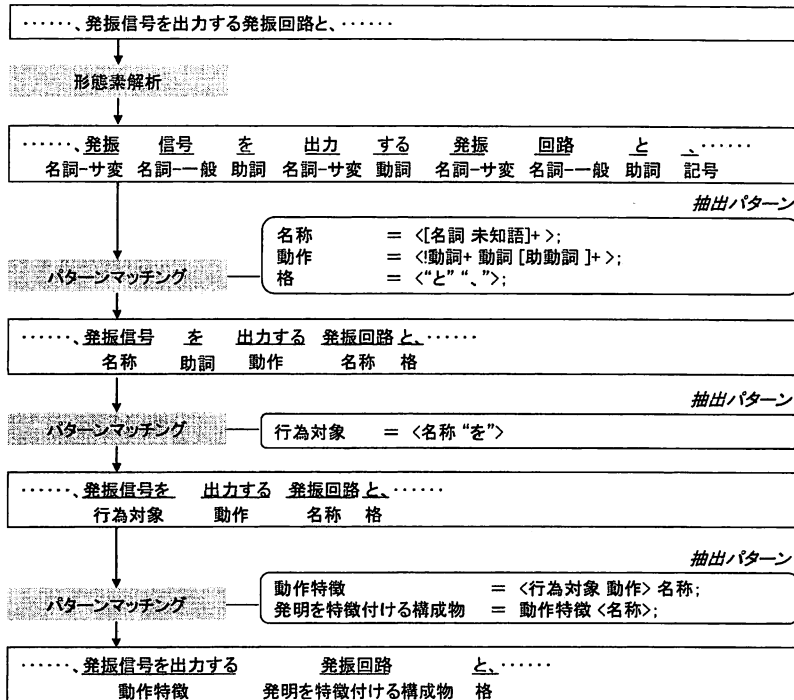 ……、発振信号を出力する発振回路と、……
形態素解析
……、発振 信号 を 出力 する 発振 回路 と 、……
名詞-サ変 名詞-一般 助詞 名詞-サ変 動詞 名詞-サ変 名詞-一般 助詞 記号
抽出パターン
名称 = <[名詞 未知語]+ >;
動作 = <!動詞+ 動詞 [助動詞 ]+ >;
格 = <“と” “、”>;
パターンマッチング
……、発振信号 を 出力する 発振回路 と、……
名称 助詞 動作 名称 格
抽出パターン
パターンマッチング
行為対象 = <名称 “を”>
……、発振信号を 出力する 発振回路 と、……
行為対象 動作 名称 格
抽出パターン
動作特徴 = <行為対象 動作> 名称;
パターンマッチング
発明を特徴付ける構成物 = 動作特徴 <名称>;
……、発振信号を出力する 発振回路 と、……
動作特徴 発明を特徴付ける構成物 格